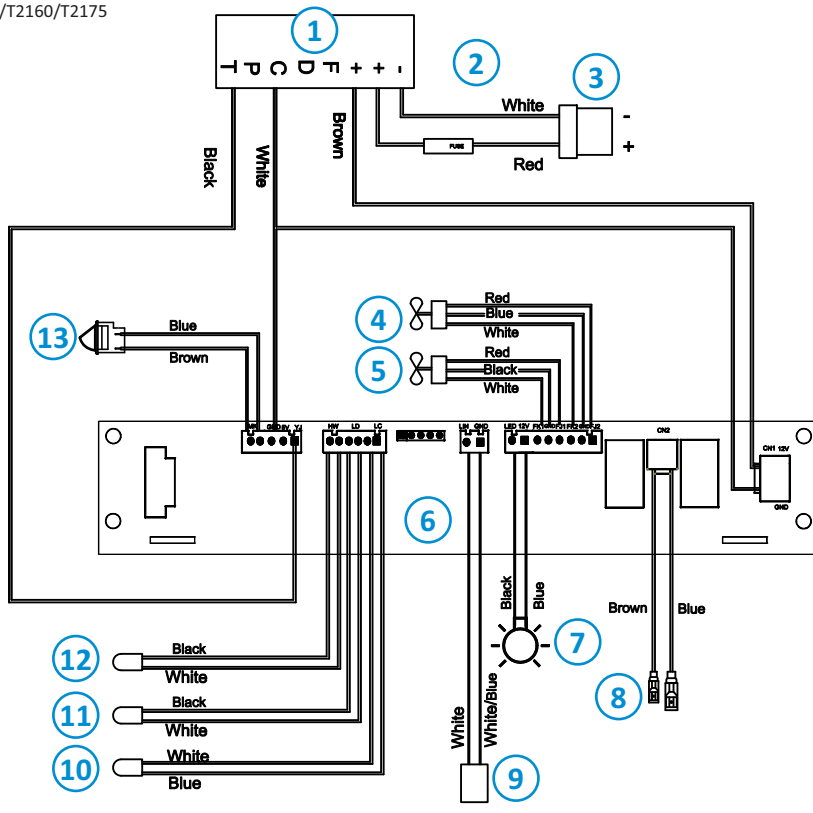 /T2160/T2175
1
T P C D F + + -
2
3
White
-
+
FUSE
Red
Black
White
Brown
4
Red
Blue
White
13
Blue
Brown
5
Red
Black
White
HW LD LC
LIN GND
LED 12V
CN2
CN1 12V
GND
6
Black
Blue
7
Brown
Blue
8
12
Black
White
11
Black
White
10
White
Blue
White
White/Blue
9